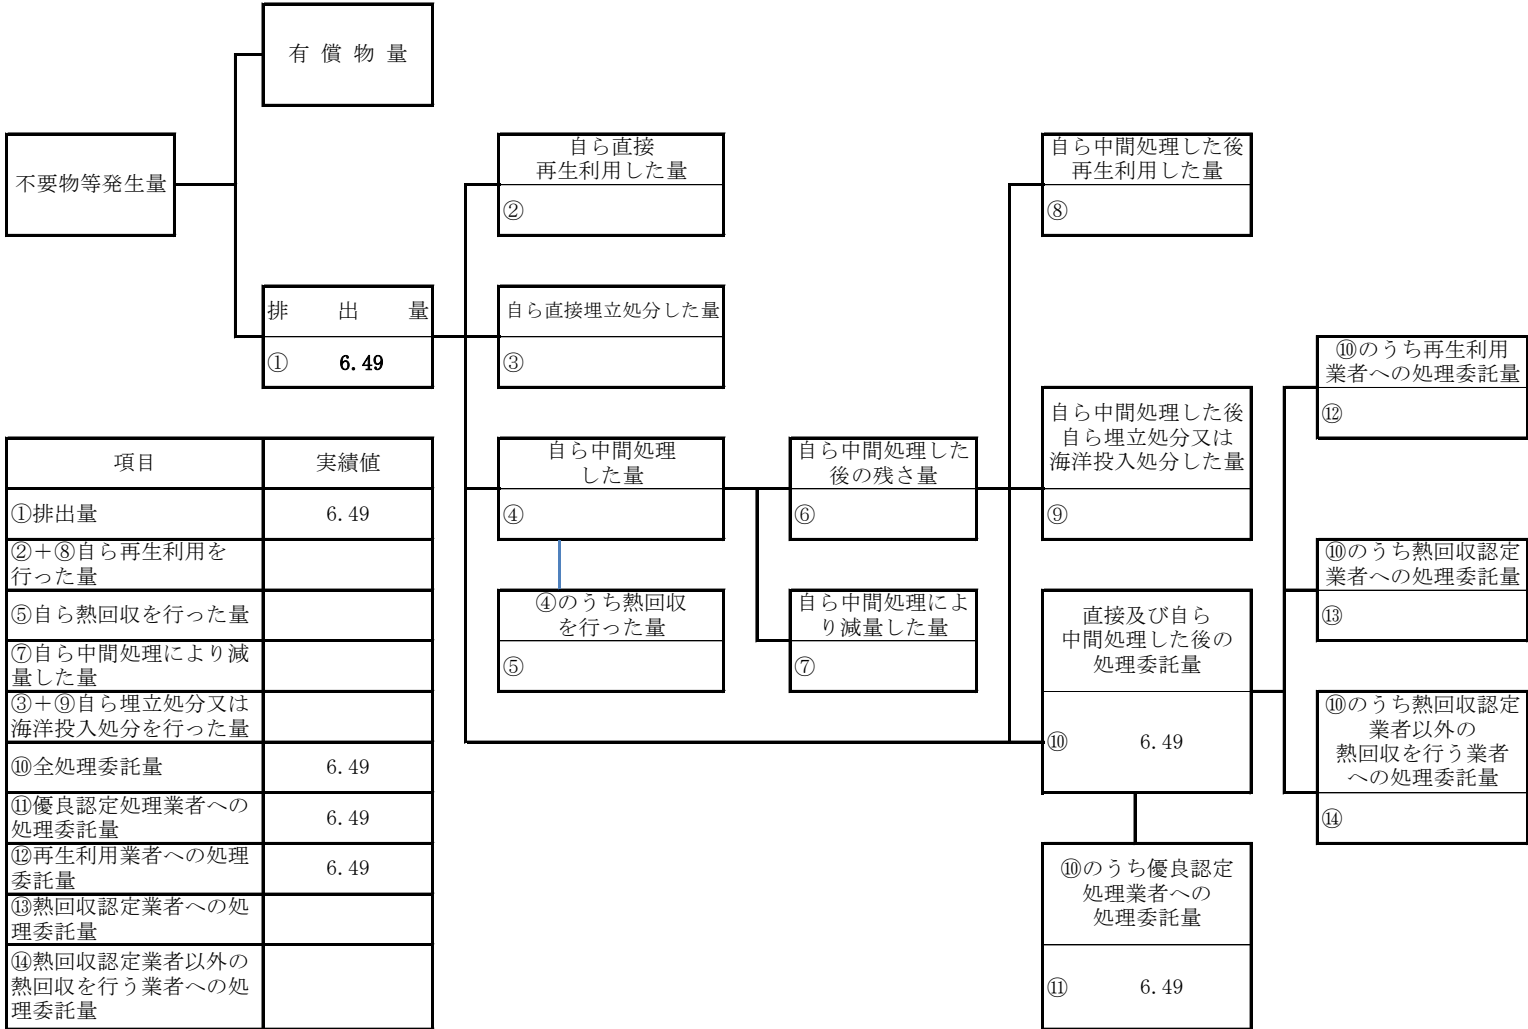 有償物量
不要物等発生量
排出量
① 6.49
自ら直接
再生利用した量
②
自ら直接埋立処分した量
③
自ら中間処理
した量
④
④のうち熱回収
を行った量
⑤
自ら中間処理した
後の残さ量
⑥
自ら中間処理によ
り減量した量
⑦
自ら中間処理した後
再生利用した量
⑧
自ら中間処理した後
自ら埋立処分又は
海洋投入処分した量
⑨
直接及び自ら
中間処理した後の
処理委託量
⑩ 6.49
⑩のうち優良認定
処理業者への
処理委託量
⑪ 6.49
⑩のうち再生利用
業者への処理委託量
⑫
⑩のうち熱回収認定
業者への処理委託量
⑬
⑩のうち熱回収認定
業者以外の
熱回収を行う業者
への処理委託量
⑭
項目 実績値
①排出量 6.49
②+⑧自ら再生利用を
行った量
⑤自ら熱回収を行った量
⑦自ら中間処理により減
量した量
③+⑨自ら埋立処分又は
海洋投入処分を行った量
⑩全処理委託量 6.49
⑪優良認定処理業者への
処理委託量 6.49
⑫再生利用業者への処理
委託量 6.49
⑬熱回収認定業者への処
理委託量
⑭熱回収認定業者以外の
熱回収を行う業者への処
理委託量